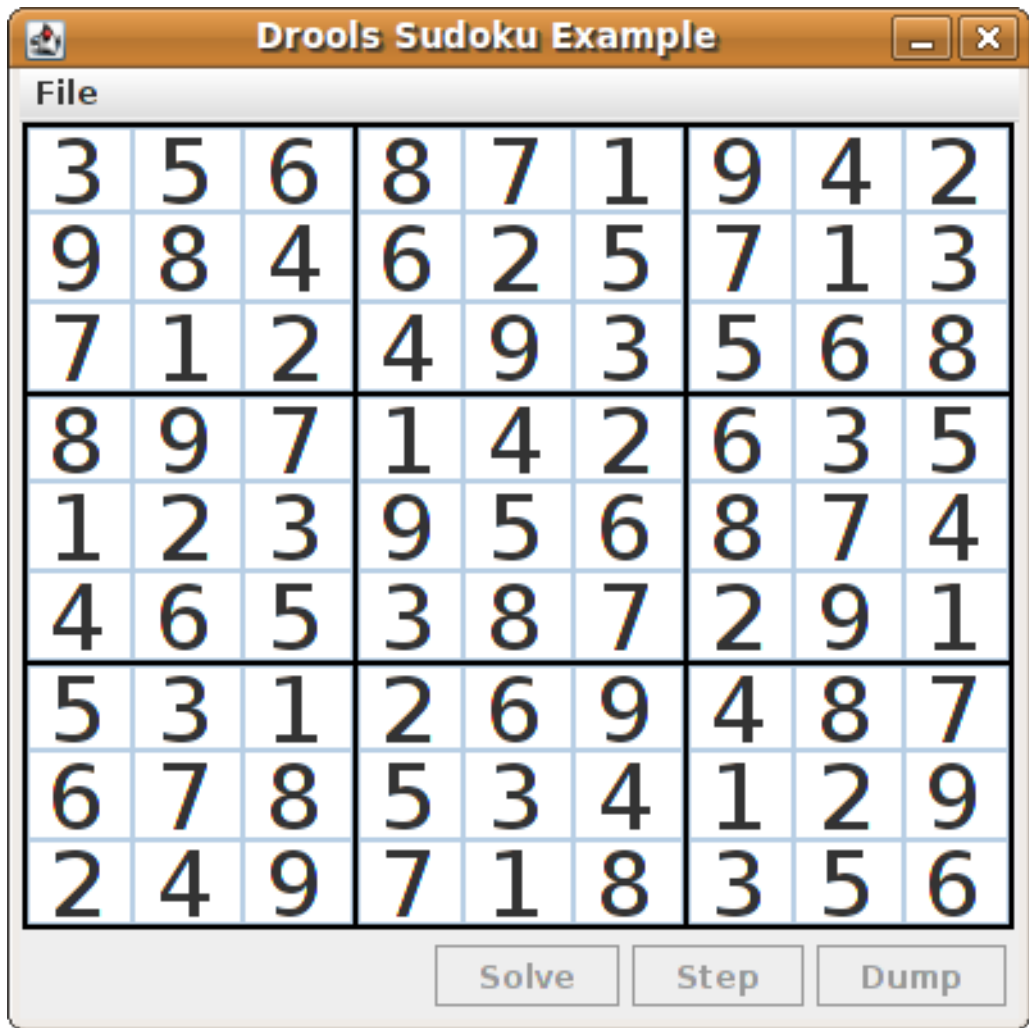 Drools Sudoku Example
File
3 5 6 8 7 1 9 4 2
9 8 4 6 2 5 7 1 3
7 1 2 4 9 3 5 6 8
8 9 7 1 4 2 6 3 5
1 2 3 9 5 6 8 7 4
4 6 5 3 8 7 2 9 1
5 3 1 2 6 9 4 8 7
6 7 8 5 3 4 1 2 9
2 4 9 7 1 8 3 5 6
Solve Step Dump